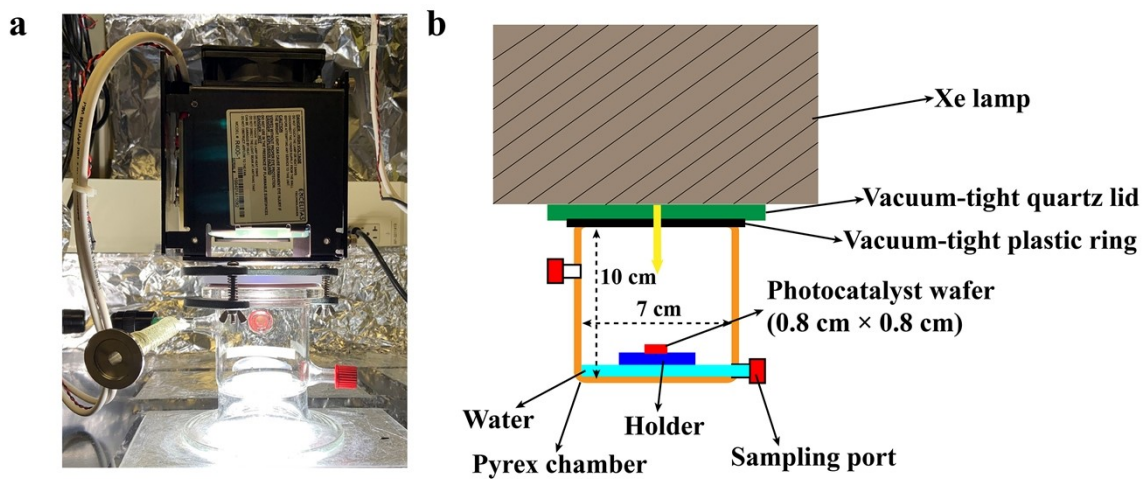 a
b
Xe lamp
Vacuum-tight quartz lid
Vacuum-tight plastic ring
10 cm
7 cm
Photocatalyst wafer
(0.8 cm × 0.8 cm)
Water
Holder
Pyrex chamber
Sampling port
EXCELITAS